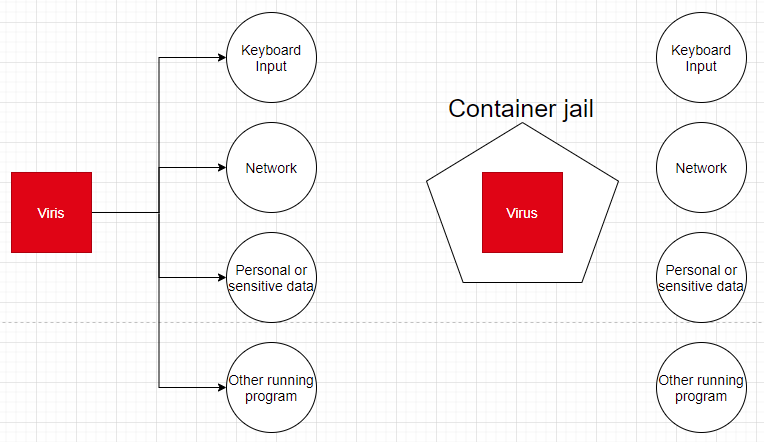 Keyboard
Input
Network
Viris
Personal or
sensitive data
Other running
program
Container jail
Virus
Keyboard
Input
Network
Personal or
sensitive data
Other running
program